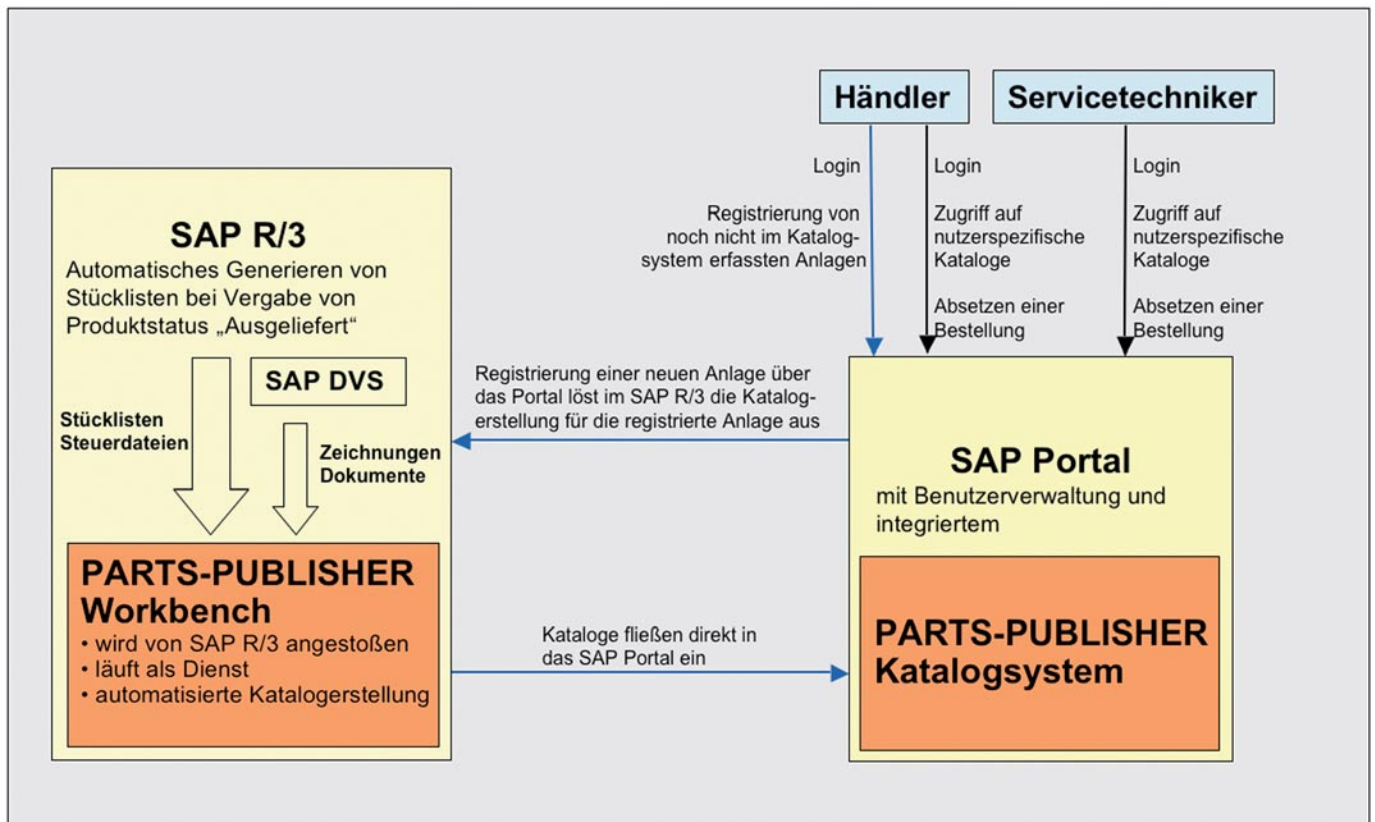 Händler
Servicetechniker
Login
Registrierung von
noch nicht im Katalog-
system erfassten Anlagen
Login
Zugriff auf
nutzerspezifische
Kataloge
Absetzen einer
Bestellung
Login
Zugriff auf
nutzerspezifische
Kataloge
Absetzen einer
Bestellung
SAP R/3
Automatisches Generieren von
Stücklisten bei Vergabe von
Produktstatus „Ausgeliefert“
SAP DVS
Stücklisten
Steuerdateien
Zeichnungen
Dokumente
PARTS-PUBLISHER
Workbench
• wird von SAP R/3 angestoßen
• läuft als Dienst
• automatisierte Katalogerstellung
Registrierung einer neuen Anlage über
das Portal löst im SAP R/3 die Katalog-
erstellung für die registrierte Anlage aus
Kataloge fließen direkt in
das SAP Portal ein
SAP Portal
mit Benutzerverwaltung und
integriertem
PARTS-PUBLISHER
Katalogsystem